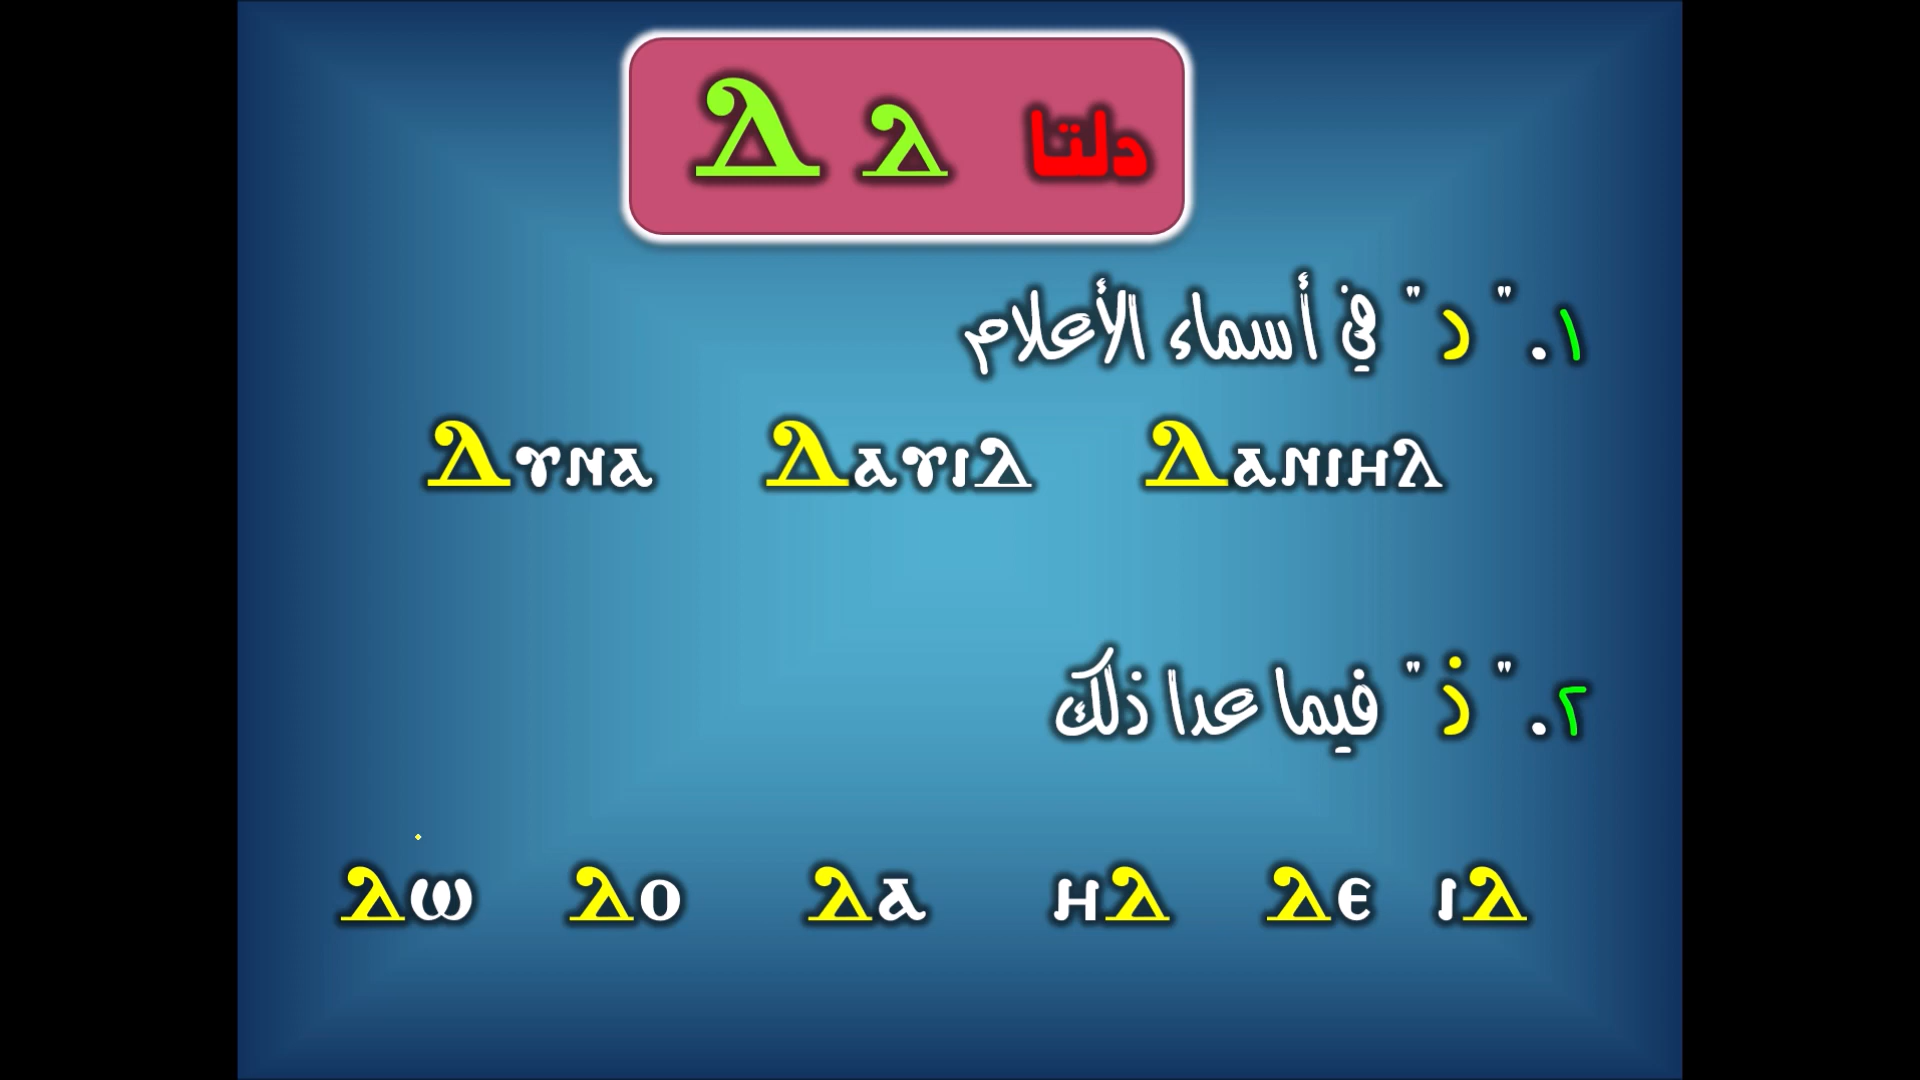 Ⲇ ⲇ دلتا
١. " د " في أسماء الأعلام
Ⲇⲩⲛⲁ Ⲇⲁⲩⲓⲇ Ⲇⲁⲛⲓⲏⲗ
٢. " ذ " فيما عدا ذلك
ⲇⲱ ⲇⲟ ⲇⲁ ⲏⲇ ⲇⲉ ⲓⲇ